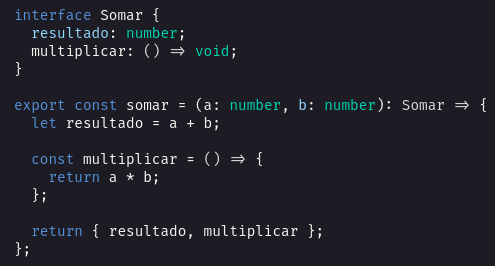 interface Somar {
  resultado: number;
  multiplicar: () => void;
}

export const somar = (a: number, b: number): Somar => {
  let resultado = a + b;

  const multiplicar = () => {
    return a * b;
  };

  return { resultado, multiplicar };
};